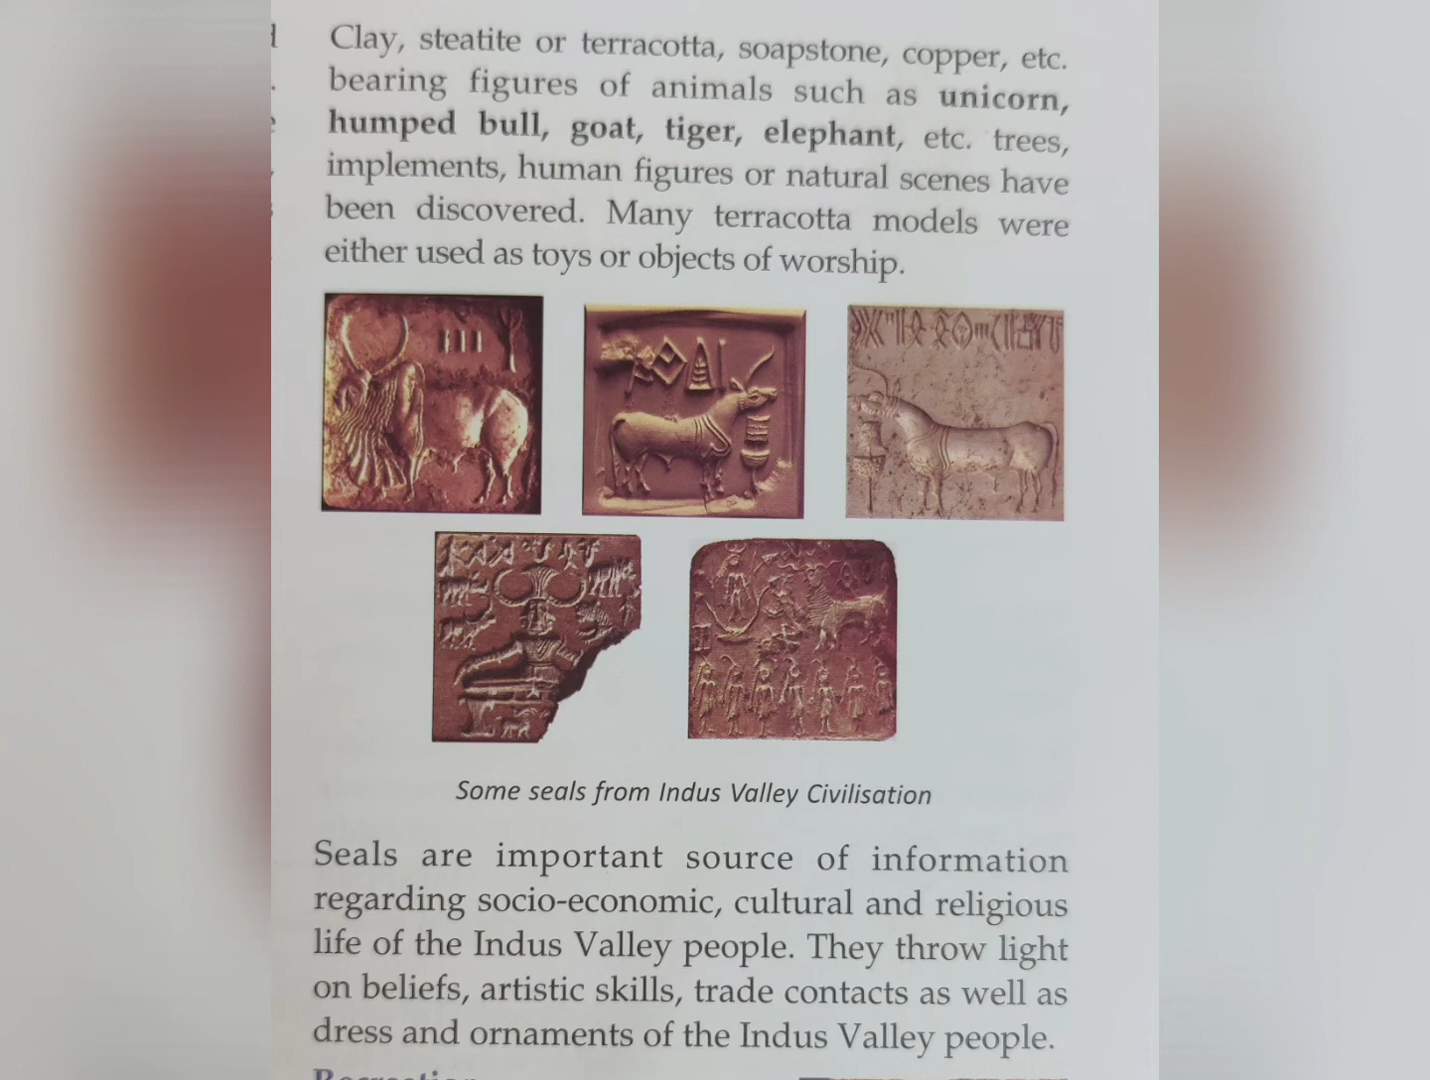 Clay, steatite or terracotta, soapstone, copper, etc.
bearing figures of animals such as unicorn,
humped bull, goat, tiger, elephant, etc. trees,
implements, human figures or natural scenes have
been discovered. Many terracotta models were
either used as toys or objects of worship.
Some seals from Indus Valley Civilisation
Seals are important source of information
regarding socio-economic, cultural and religious
life of the Indus Valley people. They throw light
on beliefs, artistic skills, trade contacts as well as
dress and ornaments of the Indus Valley people.
Recreation